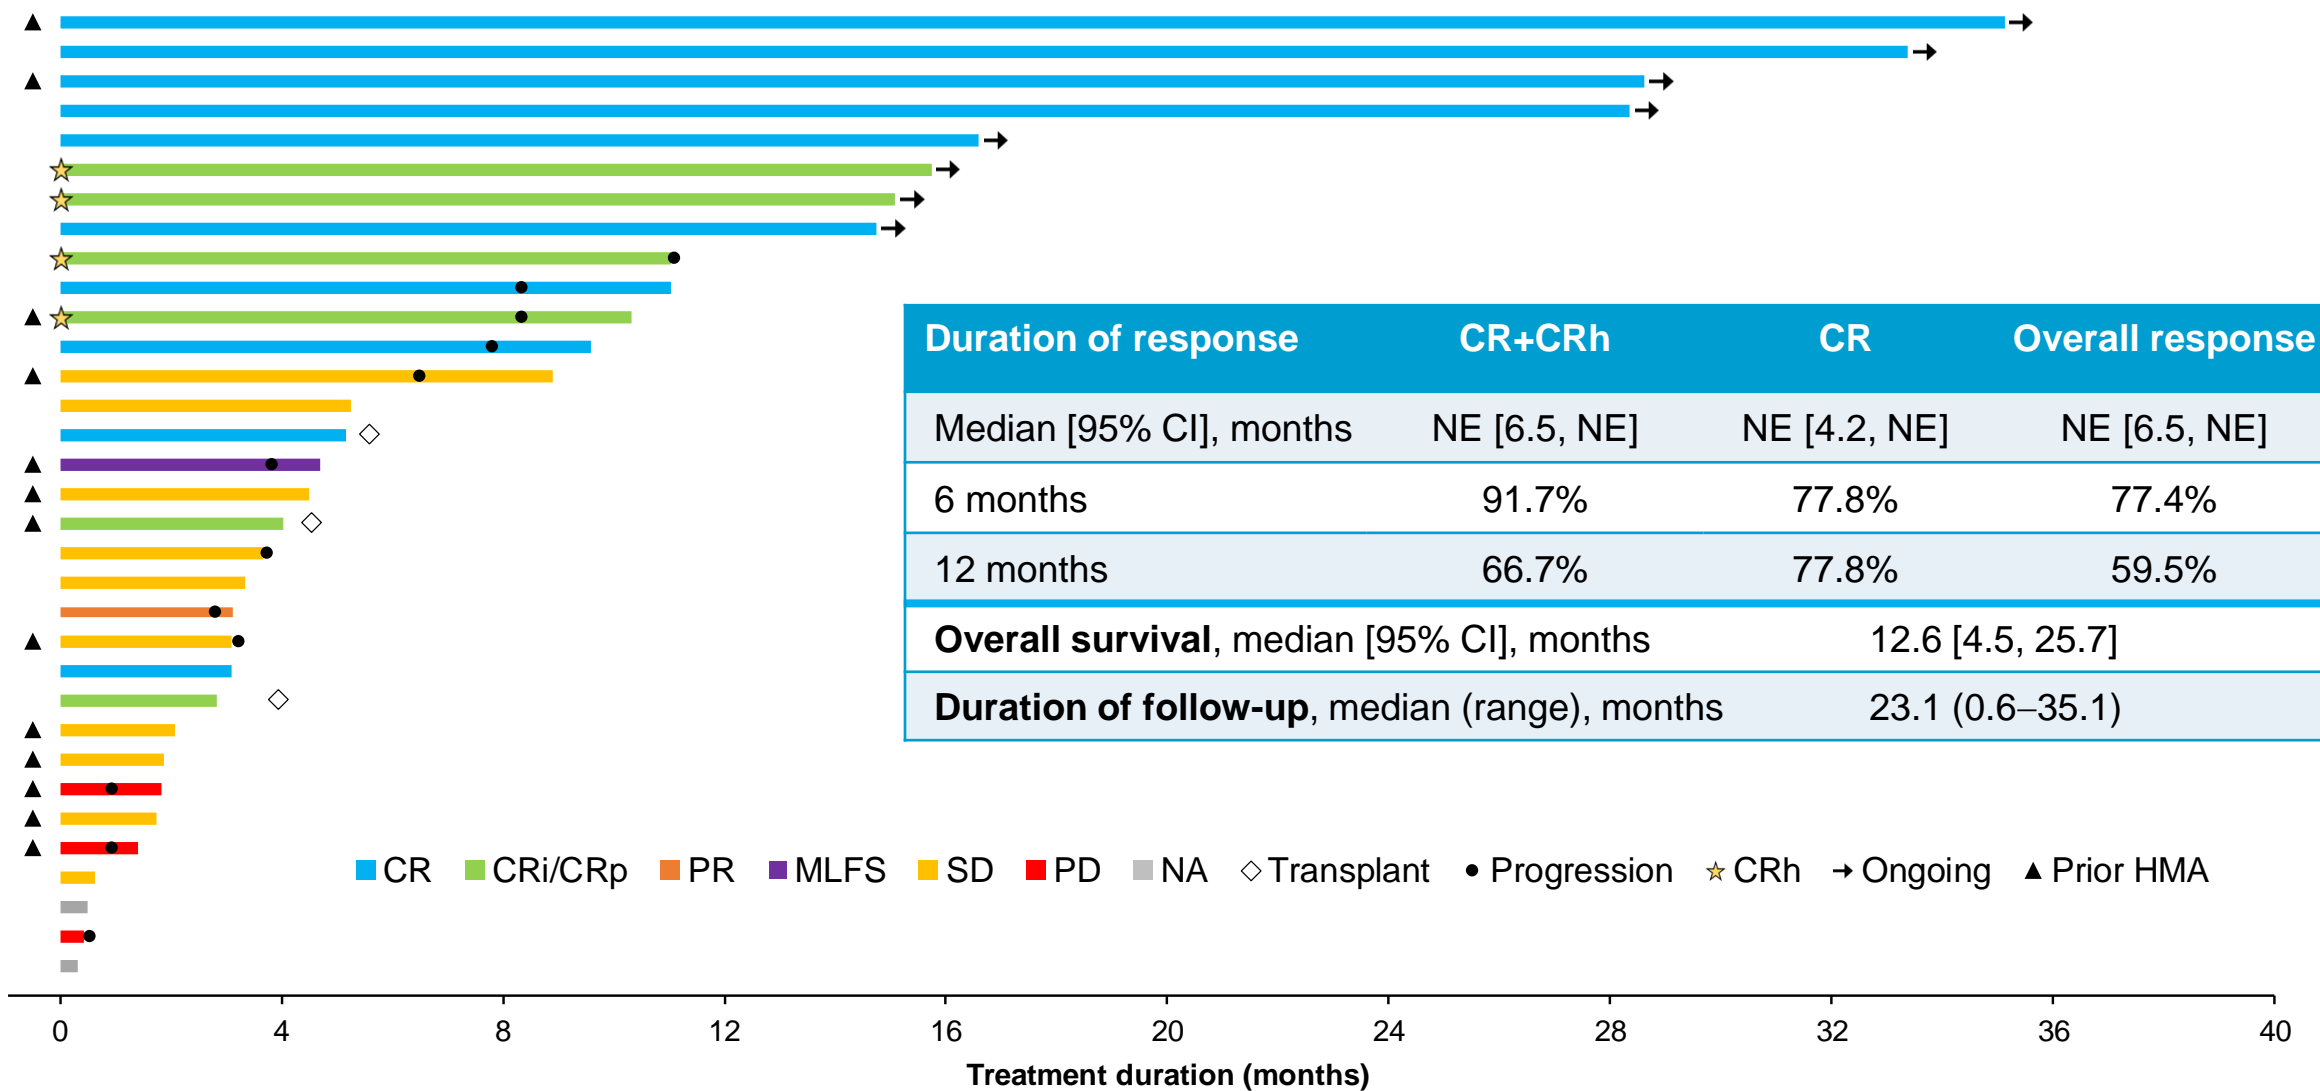 Duration of response CR+CRh CR Overall response
Median [95% CI], months NE [6.5, NE] NE [4.2, NE] NE [6.5, NE]
6 months 91.7% 77.8% 77.4%
12 months 66.7% 77.8% 59.5%
Overall survival, median [95% CI], months 12.6 [4.5, 25.7]
Duration of follow-up, median (range), months 23.1 (0.6–35.1)
CR CRi/CRp PR MLFS SD PD NA Transplant Progression CRh Ongoing Prior HMA
0 4 8 12 16 20 24 28 32 36 40
Treatment duration (months)